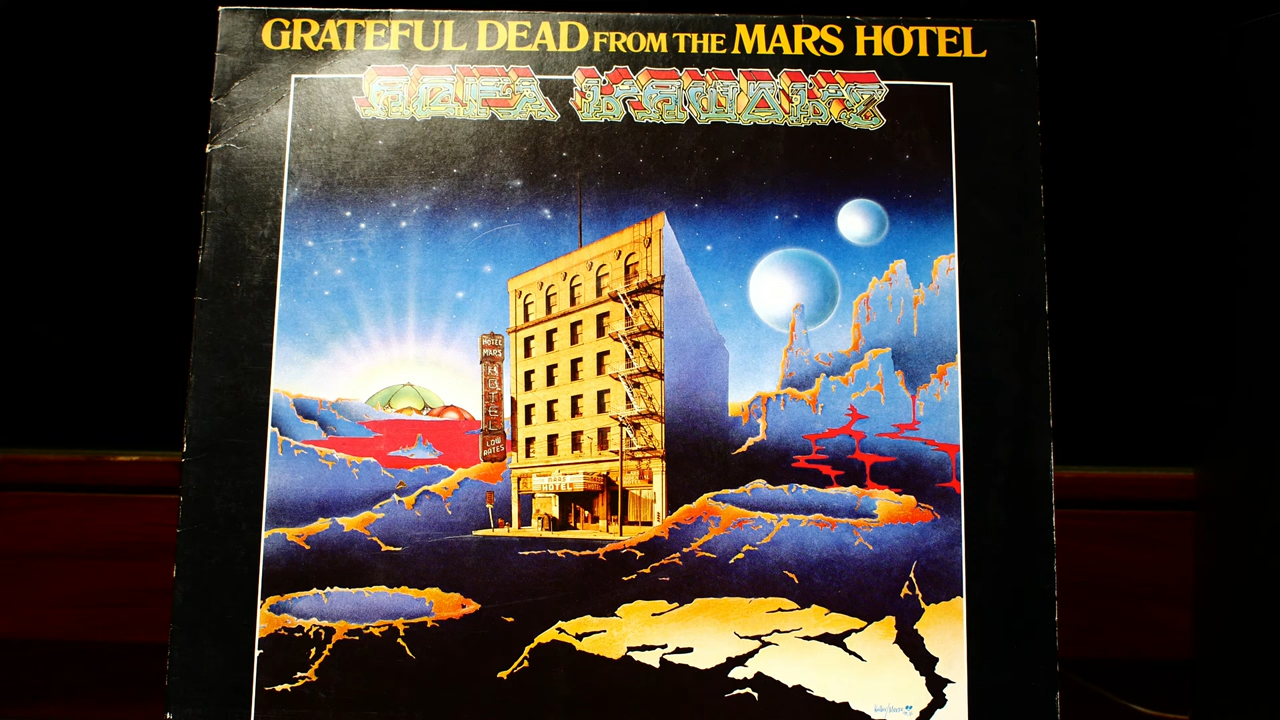 GRATEFUL DEAD FROM THE MARS HOTEL
HOTEL
MARS
HOTEL
LOW
RATES
MARS
HOTEL